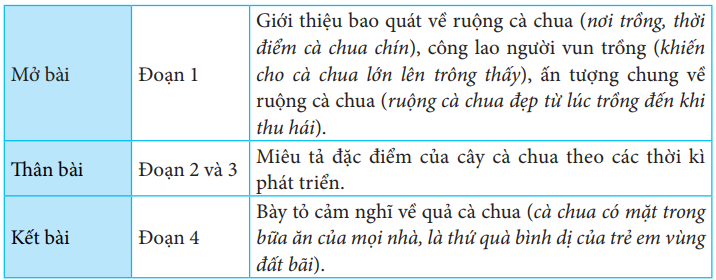 Mở bài
Đoạn 1
Giới thiệu bao quát về ruộng cà chua (nơi trồng, thời
điểm cà chua chín), công lao người vun trồng (khiến
cho cà chua lớn lên trông thấy), ấn tượng chung về
ruộng cà chua (ruộng cà chua đẹp từ lúc trồng đến khi
thu hái).
Thân bài
Đoạn 2 và 3
Miêu tả đặc điểm của cây cà chua theo các thời kì
phát triển.
Kết bài
Đoạn 4
Bày tỏ cảm nghĩ về quả cà chua (cà chua có mặt trong
bữa ăn của mọi nhà, là thứ quà bình dị của trẻ em vùng
đất bãi).